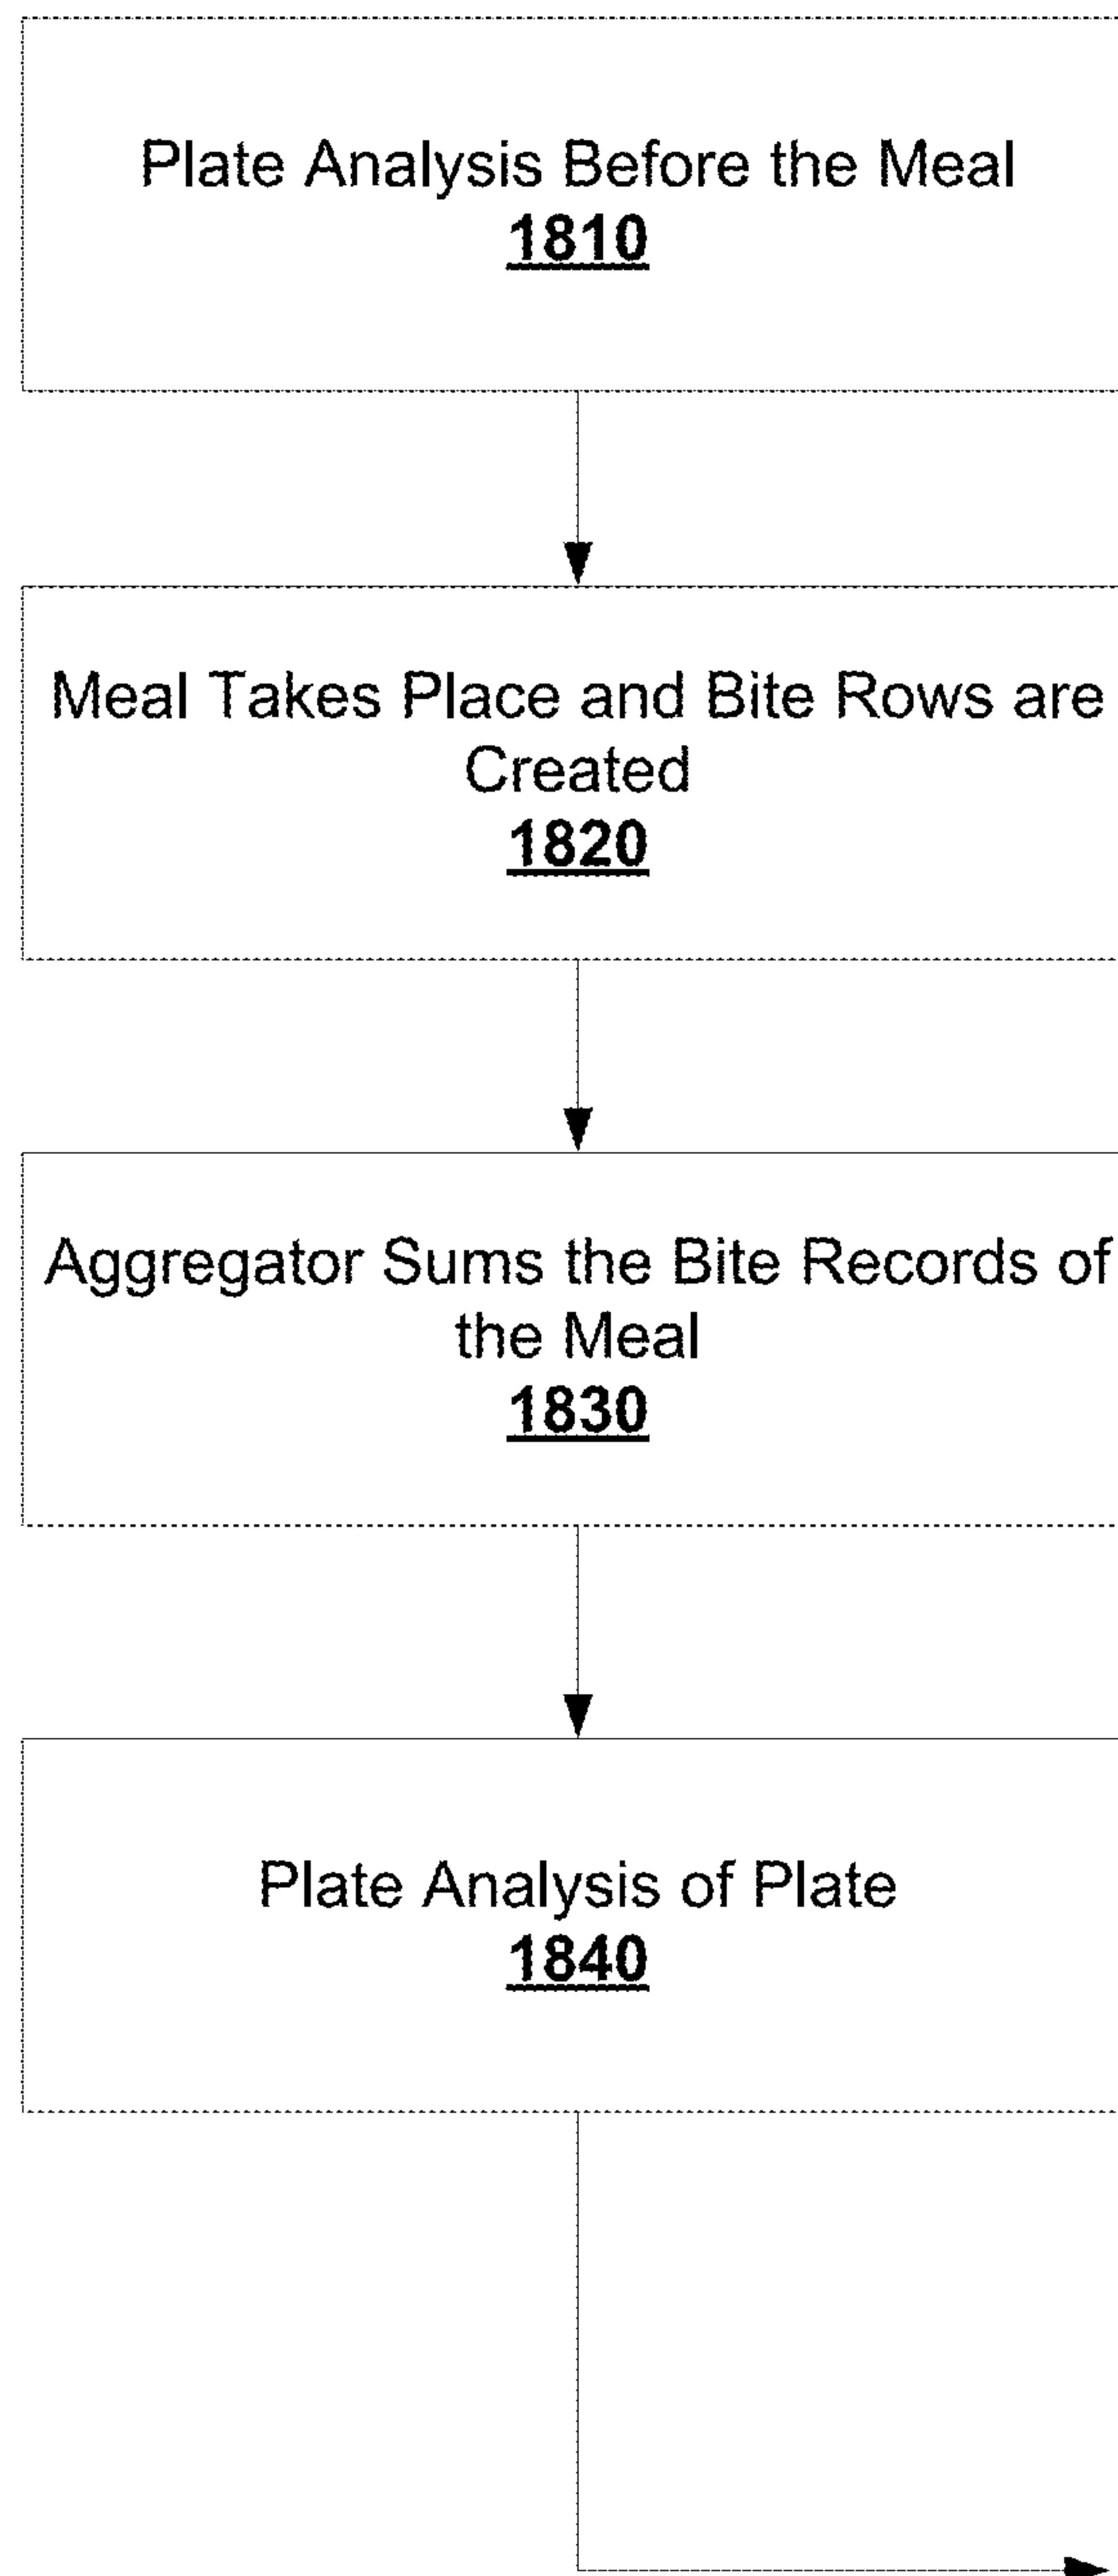 Plate Analysis Before the Meal
1810
Meal Takes Place and Bite Rows are
Created
1820
Aggregator Sums the Bite Records of
the Meal
1830
Plate Analysis of Plate
1840